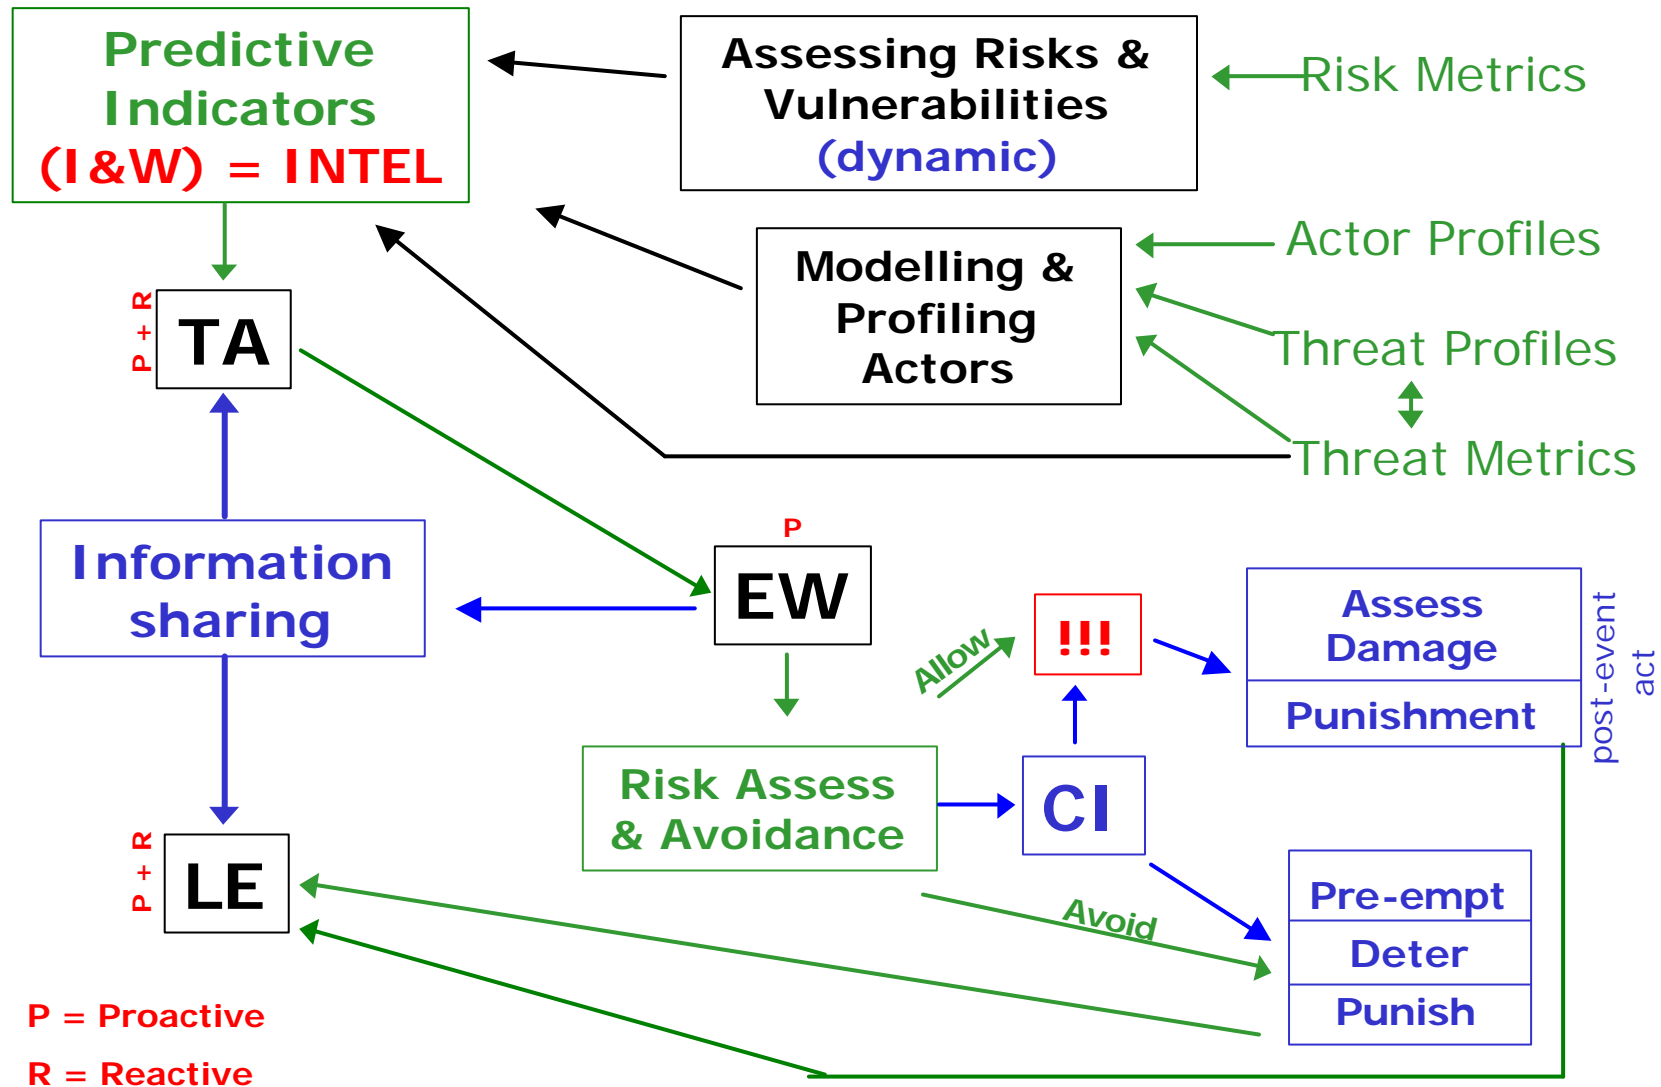 Predictive
Indicators
(I&W) = INTEL
Assessing Risks &
Vulnerabilities
(dynamic)
Risk Metrics
Modelling &
Profiling
Actors
Actor Profiles
Threat Profiles
Threat Metrics
P + R
TA
Information
sharing
P
EW
Allow
!!!
Assess
Damage
Punishment
post-event
act
Risk Assess
& Avoidance
CI
P + R
LE
Avoid
Pre-empt
Deter
Punish
P = Proactive
R = Reactive